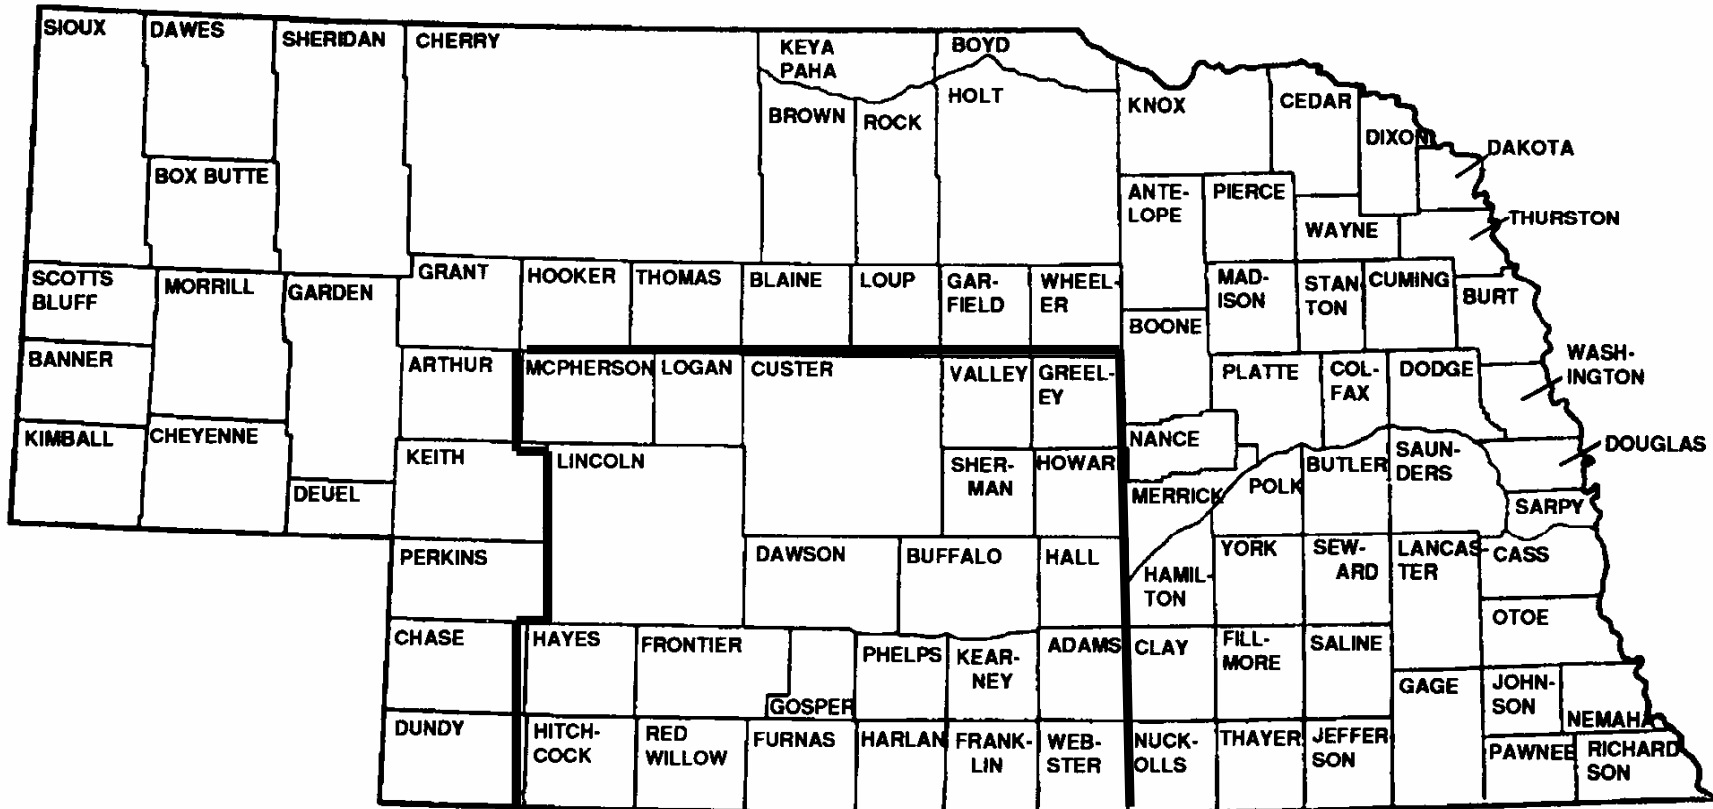 SIOUX
DAWES
SHERIDAN
CHERRY
KEYA
PAHA
BOYD
BROWN
ROCK
HOLT
KNOX
CEDAR
DIXON
DAKOTA
BOX BUTTE
ANTE-
LOPE
PIERCE
WAYNE
THURSTON
SCOTTS
BLUFF
MORRILL
GARDEN
GRANT
HOOKER
THOMAS
BLAINE
LOUP
GAR-
FIELD
WHEEL-
ER
MAD-
ISON
STAN
TON
CUMING
BURT
BOONE
BANNER
ARTHUR
MCPHERSON
LOGAN
CUSTER
VALLEY
GREEL-
EY
PLATTE
COL-
FAX
DODGE
WASH-
INGTON
KIMBALL
CHEYENNE
KEITH
LINCOLN
SHER-
MAN
HOWAR
NANCE
MERRICK
POLK
BUTLER
SAUN-
DERS
DOUGLAS
DEUEL
SARPY
PERKINS
DAWSON
BUFFALO
HALL
HAMIL-
TON
YORK
SEW-
ARD
LANCAS-
TER
CASS
OTOE
CHASE
HAYES
FRONTIER
GOSPER
PHELPS
KEAR-
NEY
ADAMS
CLAY
FILL-
MORE
SALINE
GAGE
JOHN-
SON
NEMAHA
DUNDY
HITCH-
COCK
RED
WILLOW
FURNAS
HARLAN
FRANK-
LIN
WEB-
STER
NUCK-
OLLS
THAYER
JEFFER
SON
PAWNEE
RICHARD
SON